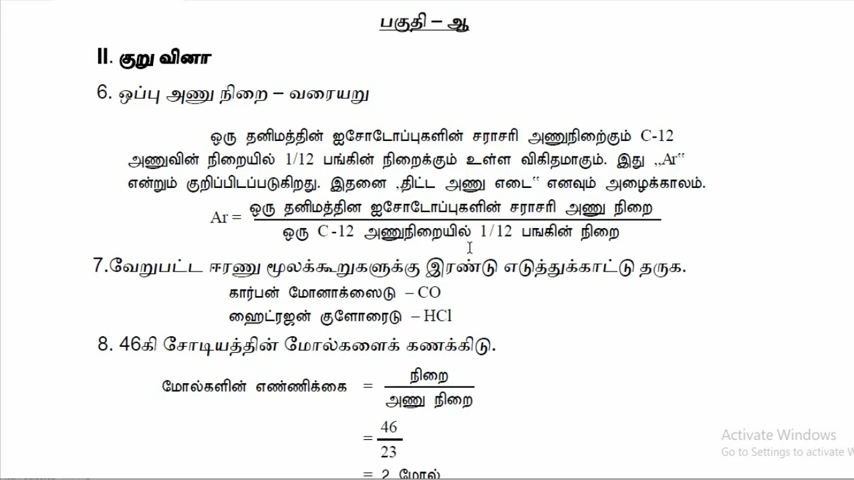 பகுதி – ஆ
II. குறு வினா
6. ஒப்பு அணு நிறை – வரையறு
ஒரு தனிமத்தின் ஐசோடோப்புகளின் சராசரி அணுநிறைற்கும் C-12
அணுவின் நிறையில் 1/12 பங்கின் நிறைக்கும் உள்ள விகிதமாகும். இது „Ar‟
என்றும் குறிப்பிடப்படுகிறது. இதனை ‚திட்ட அணு எடை‟ எனவும் அழைக்காலம்.
Ar = ஒரு தனிமத்தின ஐசோடோப்புகளின் சராசரி அணு நிறை
ஒரு C-12 அணுநிறையில் 1/12 பஙகின் நிறை
7.வேறுபட்ட ஈரணு மூலக்கூறுகளுக்கு இரண்டு எடுத்துக்காட்டு தருக.
கார்பன் மோனாக்ஸைடு – CO
ஹைட்ரஜன் குளோரைடு – HCl
8. 46கி சோடியத்தின் மோல்களைக் கணக்கிடு.
மோல்களின் எண்ணிக்கை = நிறை
அணு நிறை
= 46
23
= 2 மோல்
Activate Windows
Go to Settings to activate W